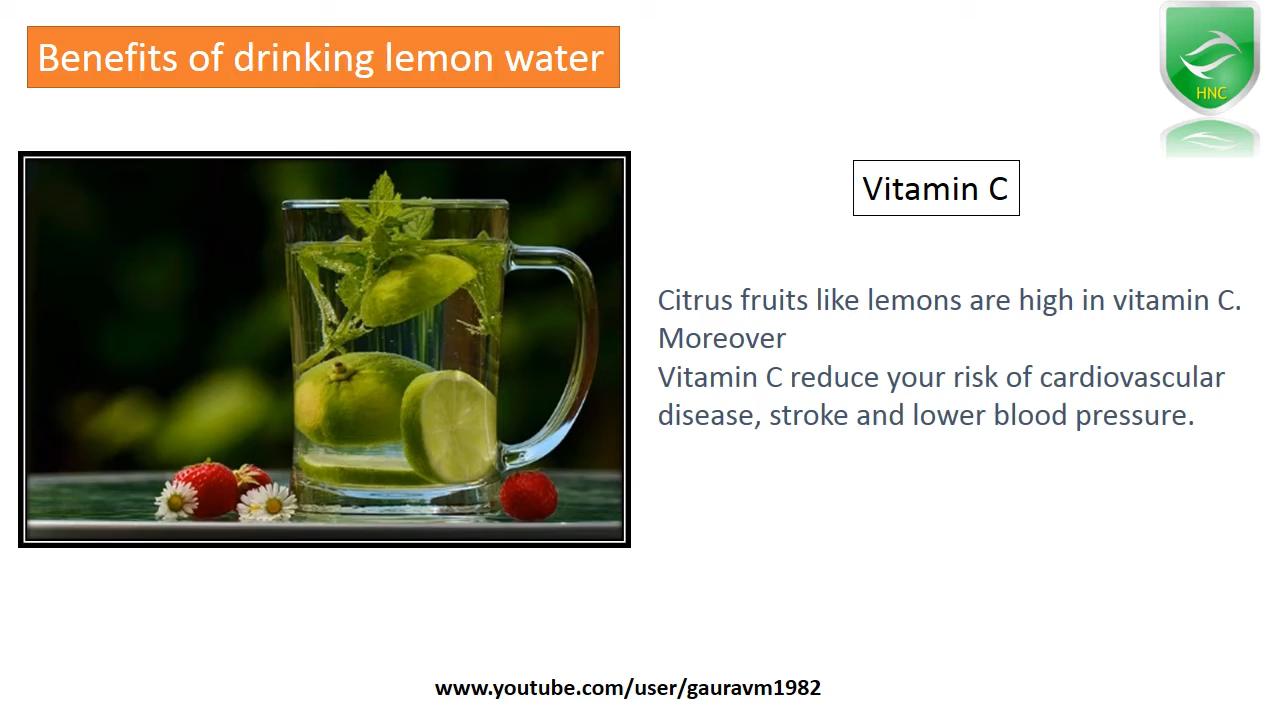 Benefits of drinking lemon water
HNC
Vitamin C
Citrus fruits like lemons are high in vitamin C.
Moreover
Vitamin C reduce your risk of cardiovascular
disease, stroke and lower blood pressure.
www.youtube.com/user/gauravm1982